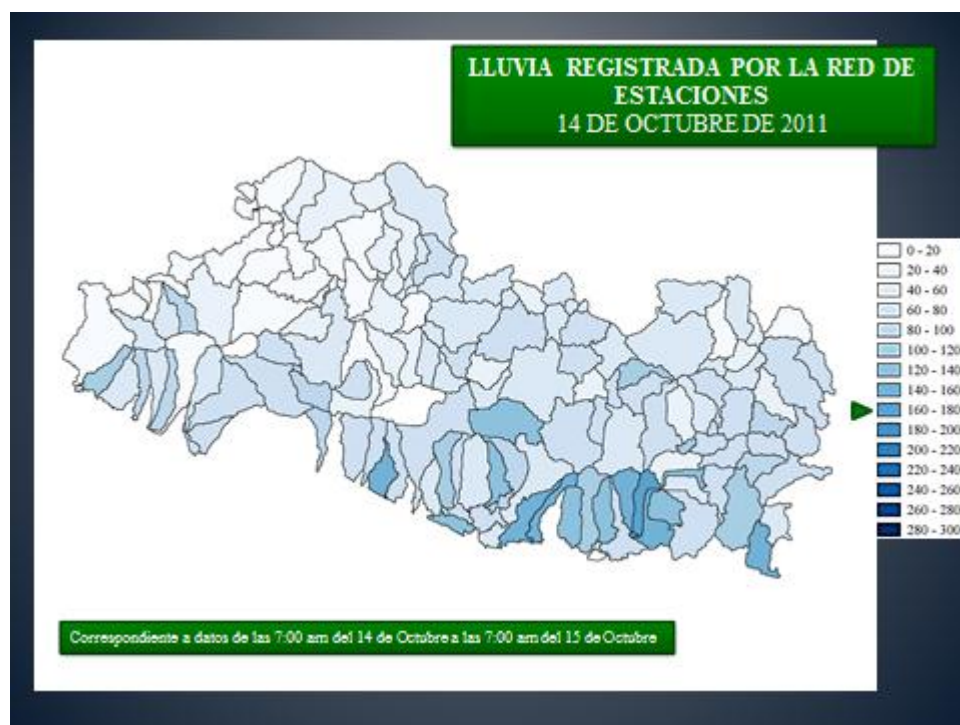 LLUVIA REGISTRADA POR LA RED DE
ESTACIONES
14 DE OCTUBRE DE 2011
0 - 20
20 - 40
40 - 60
60 - 80
80 - 100
100 - 120
120 - 140
140 - 160
160 - 180
180 - 200
200 - 220
220 - 240
240 - 260
260 - 280
280 - 300
Correspondiente a datos de las 7:00 am del 14 de Octubre a las 7:00 am del 15 de Octubre